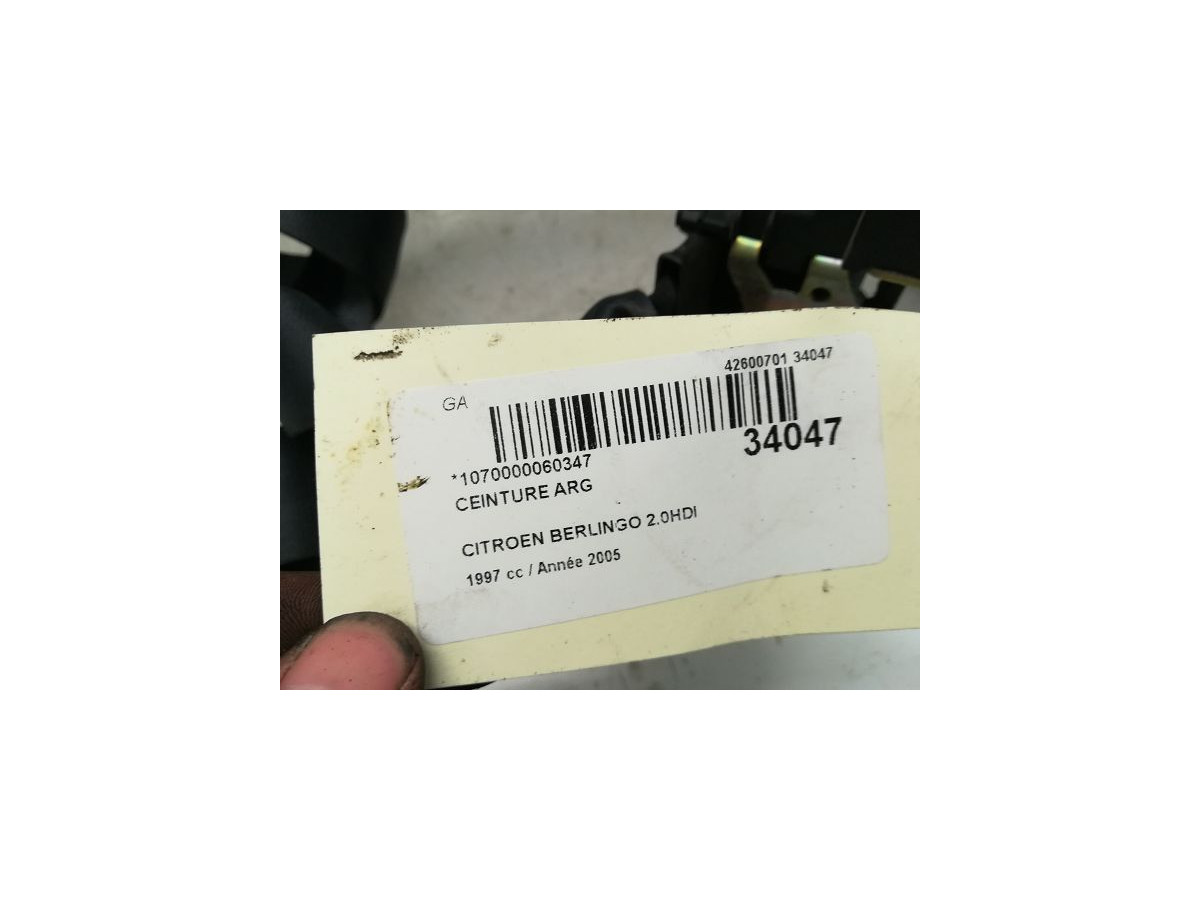 42600701 34047
GA
34047
*1070000060347
CEINTURE ARG
CITROEN BERLINGO 2.0HDI
1997 cc / Année 2005